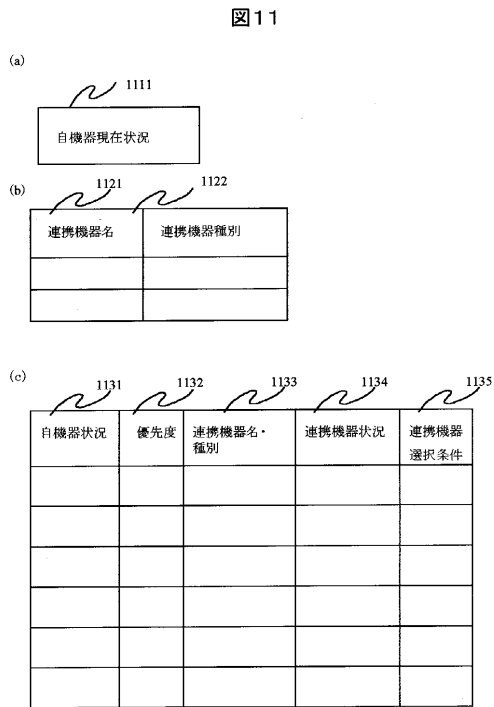 図11
(a)
1111
自機器現在状況
(b)
1121 1122
連携機器名 連携機器種別
(c)
1131 1132 1133 1134 1135
自機器状況 優先度 連携機器名・ 連携機器状況 連携機器
種別 選択条件